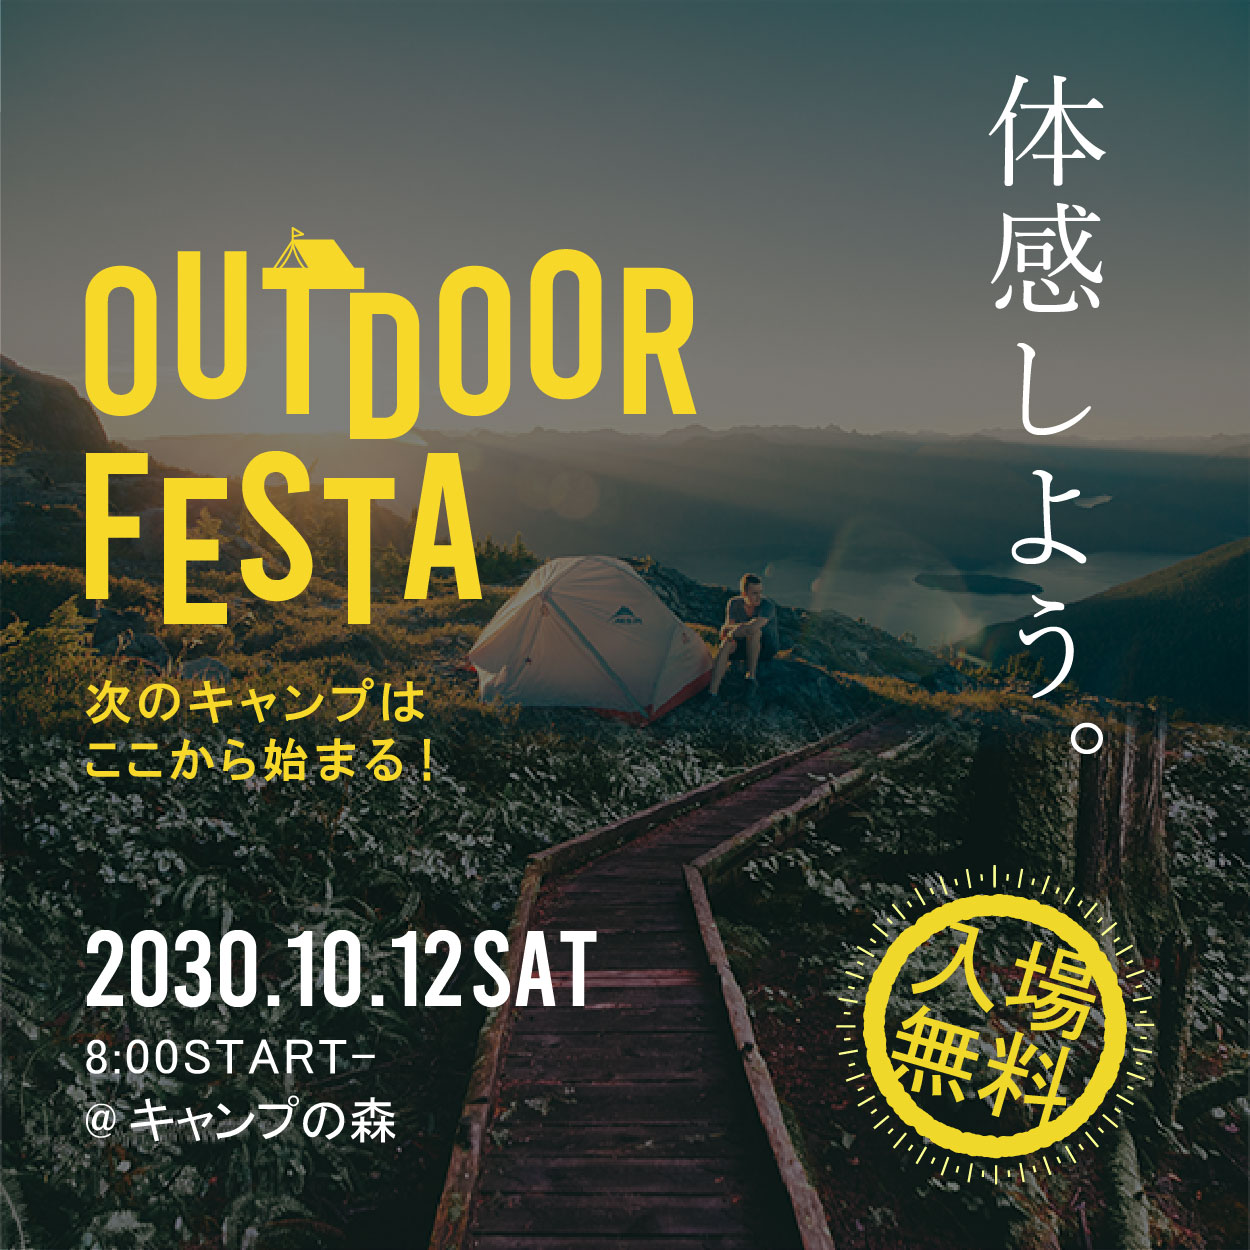 体感しよう。
OUTDOOR
FESTA
次のキャンプは
ここから始まる！
2030.10.12SAT
8:00START−
@キャンプの森
入場
無料